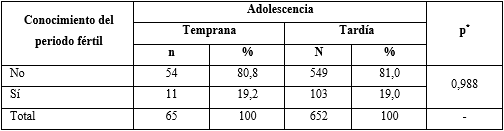 Conocimiento del periodo fértil Adolescencia p*
Temprana Tardía
n % N %
No 54 80,8 549 81,0 0,988
Sí 11 19,2 103 19,0
Total 65 100 652 100 -